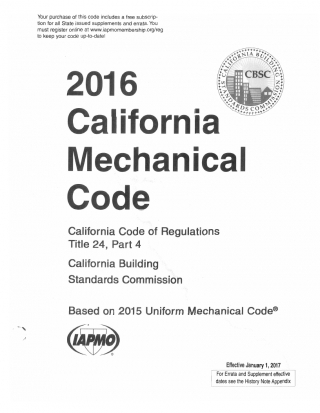 Your purchase of this code includes a free subscrip-
tion for all State issued supplements and errata. You
must register online at www.iapmomembership.org/reg
to keep your code up-to-date!
CALIFORNIA BUILDING STANDARDS COMMISSION
CBSC
2016
California
Mechanical
Code
California Code of Regulations
Title 24, Part 4
California Building
Standards Commission
Based on 2015 Uniform Mechanical Code®
IAPMO
Effective January 1, 2017
For Errata and Supplement effective
dates see the History Note Appendix